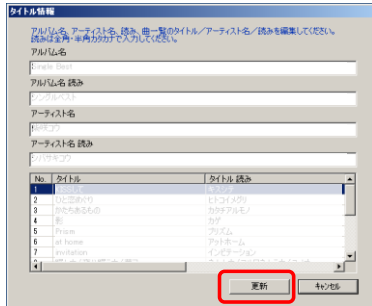 タイトル情報
アルバム名、アーティスト名、読み、曲一覧のタイトル／アーティスト名／読みを編集してください。
読みは全角・半角カタカナで入力してください。
アルバム名
Single Best
アルバム名 読み
シングルベスト
アーティスト名
柴咲コウ
アーティスト名 読み
シバサキコウ
No. タイトル タイトル 読み
1 キスシテ
2 ひと恋めぐり ヒトコイメグリ
3 かたちあるもの カタチアルモノ
4 影 カゲ
5 Prism プリズム
6 at home アットホーム
7 invitation インビテーション
更新 キャンセル